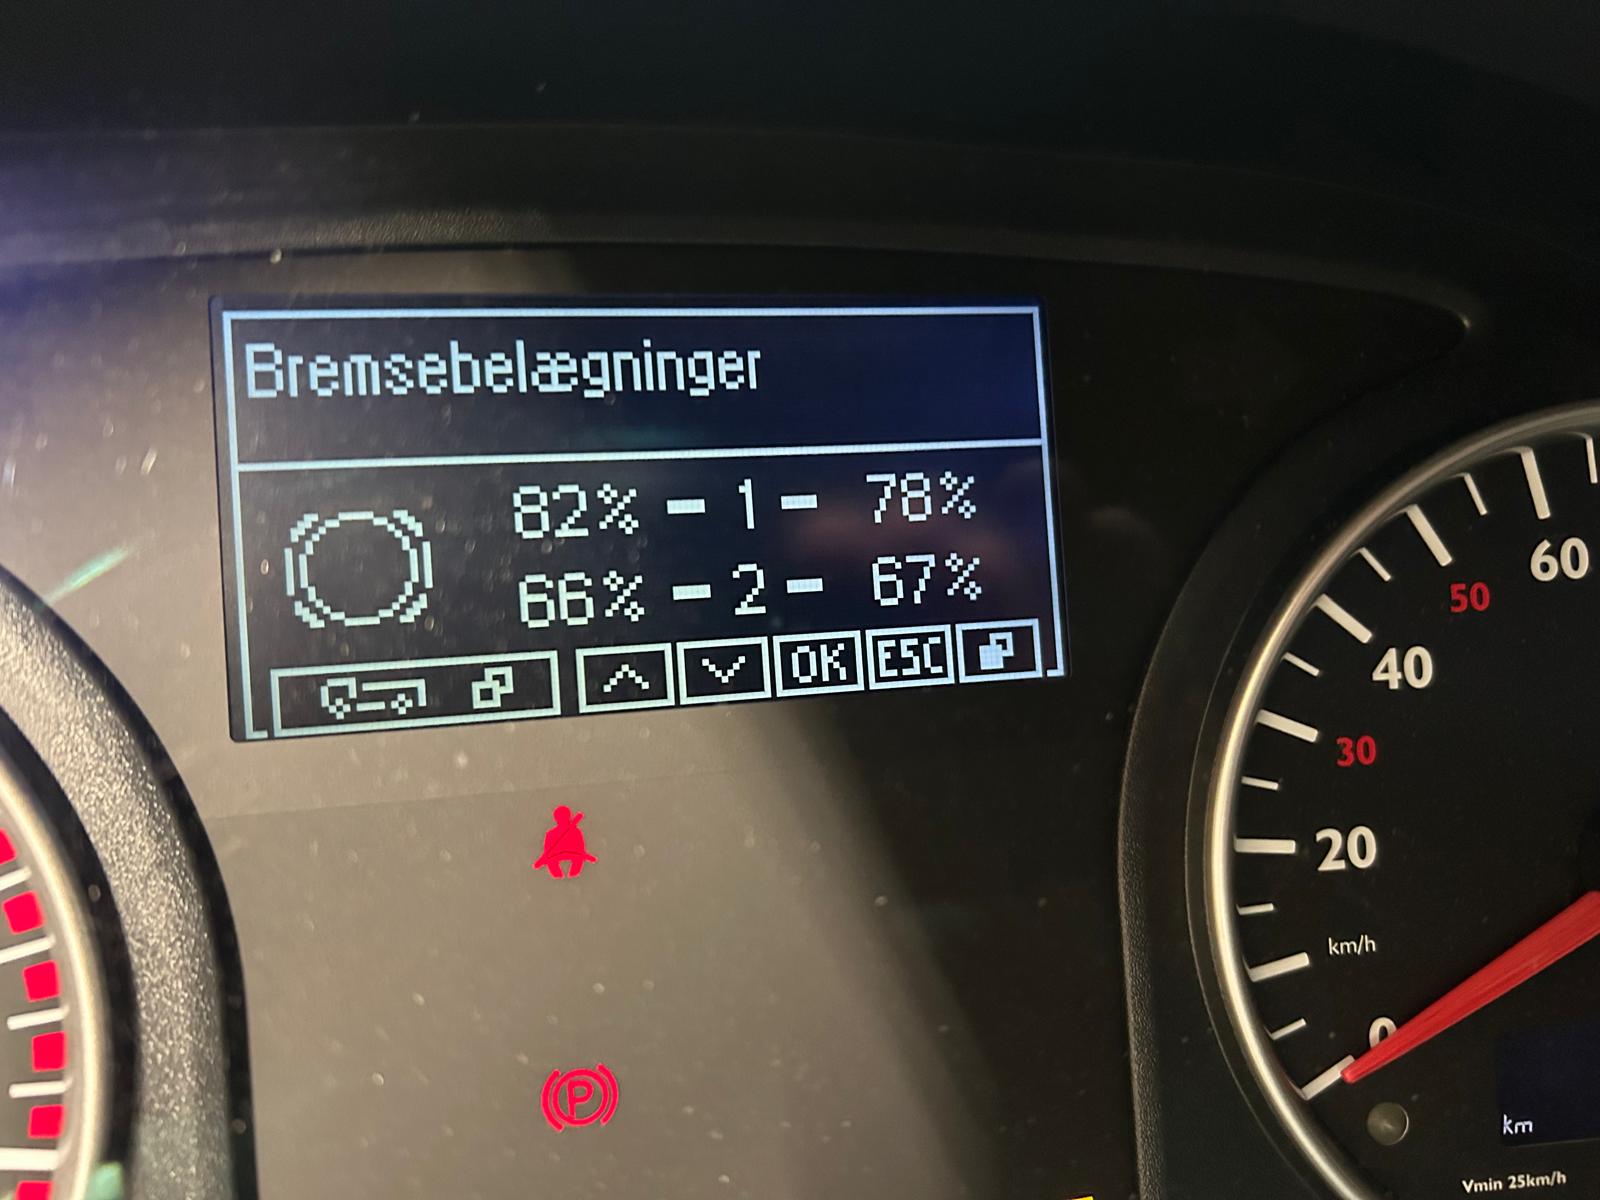 Bremsebelægninger
82% - 1 - 78%
66% - 2 - 67%
OK ESC
60
50
40
30
20
km/h
0
km
Vmin 25km/h
P